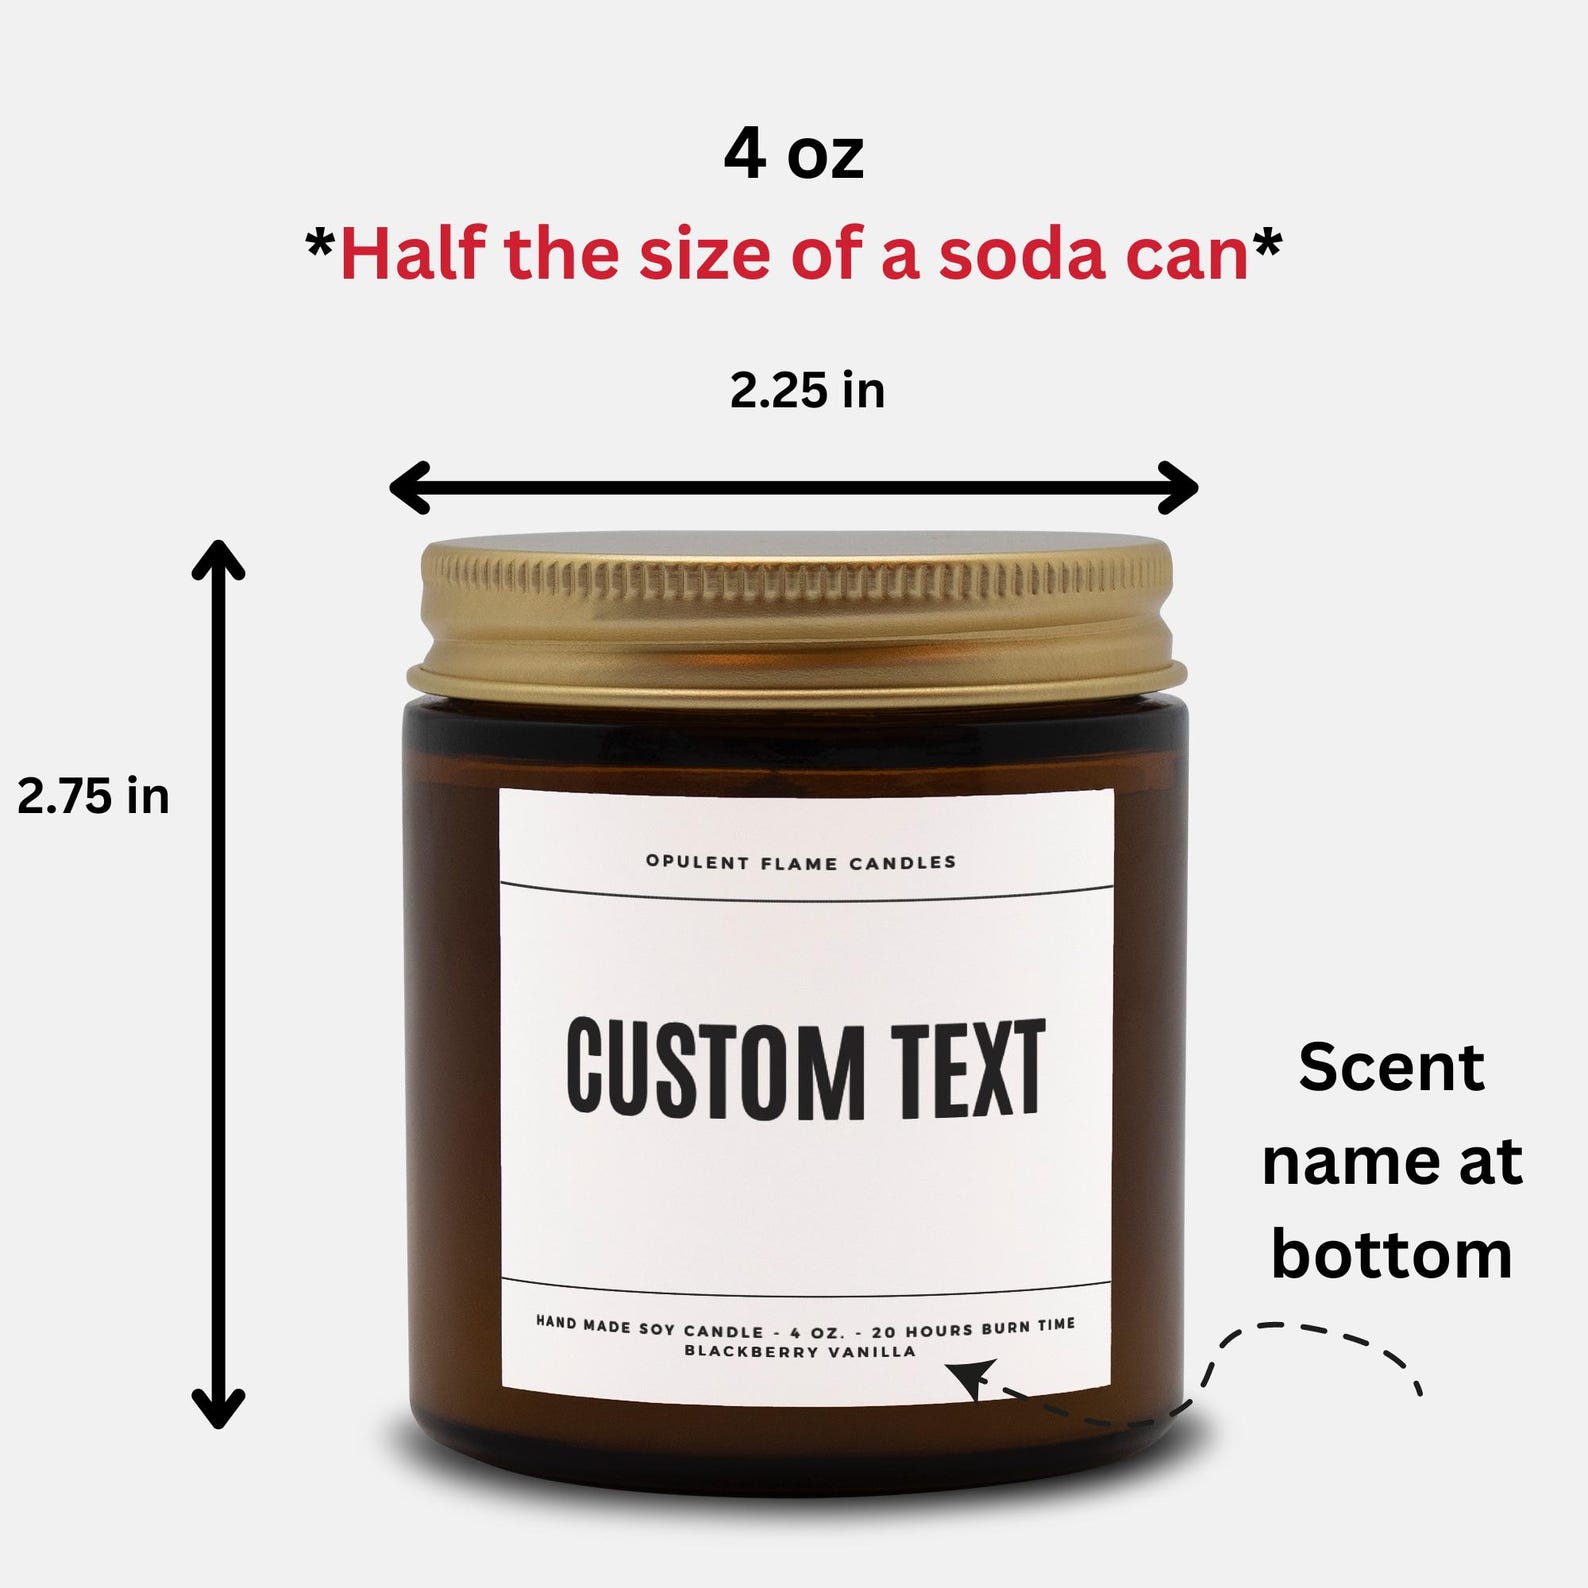 4 oz
*Half the size of a soda can*
2.25 in
2.75 in
OPULENT FLAME CANDLES
CUSTOM TEXT
Scent
name at
bottom
HAND MADE SOY CANDLE - 4 OZ. - 20 HOURS BURN TIME
BLACKBERRY VANILLA